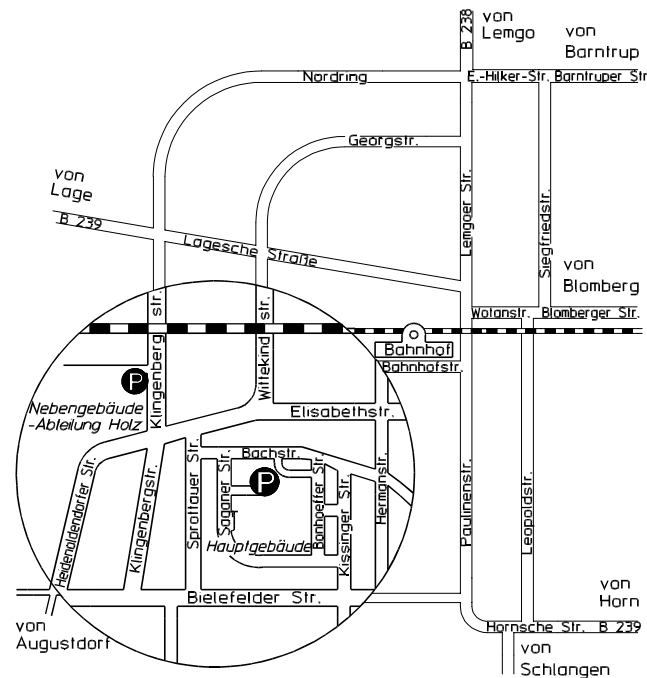 von
Lemgo
B 238
von
Barntrup
Nordring
E.-Hilker-Str.
Barntruper Str
Georgstr.
von
Lage
B 239
Lagesche Straße
Lemgoer Str.
Siegfriedstr.
von
Blomberg
Wotanstr.
Blomberger Str.
Klingenberg str.
Wittekind str.
Bahnhof
Bahnhofstr.
P
Nebengebäude
-Abteilung Holz
Elisabethstr.
Bachstr.
P
Heidenoldendorfer Str.
Klingenbergstr.
Sprottauer Str.
Saganer Str.
Bonhoeffer Str.
Kissinger Str.
Hermanstr.
Paulinenstr.
Leopoldstr.
Hauptgebäude
Bielefelder Str.
von
Augustdorf
von
Horn
Hornsche Str. B 239
von
Schlangen